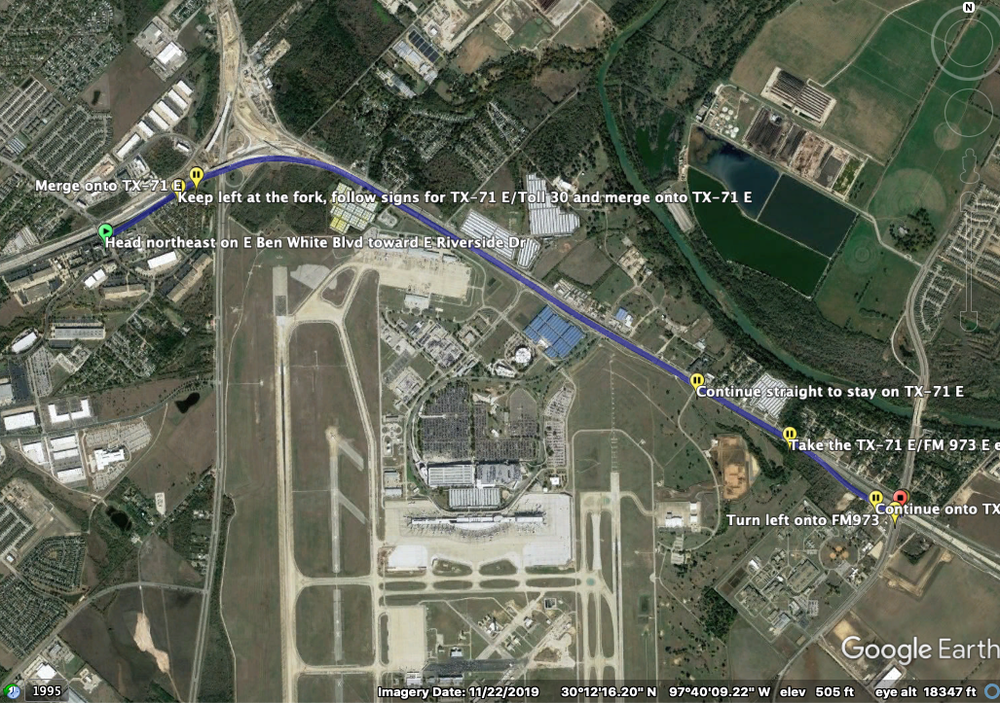 N
Merge onto TX-71 E
Keep left at the fork, follow signs for TX-71 E/Toll 30 and merge onto TX-71 E
Head northeast on E Ben White Blvd toward E Riverside Dr
Continue straight to stay on TX-71 E
Take the TX-71 E/FM 973 E e
Continue onto TX
Turn left onto FM973
Google Earth
1995
Imagery Date: 11/22/2019 30°12'16.20" N 97°40'09.22" W elev 505 ft eye alt 18347 ft